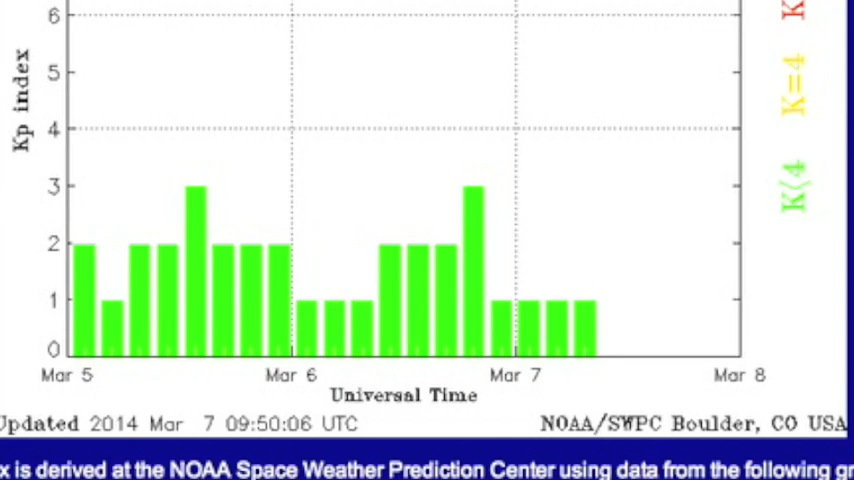 6
K
5
K=4
Kp index
4
3
K<4
2
1
0
Mar 5 Mar 6 Mar 7 Mar 8
Universal Time
Updated 2014 Mar 7 09:50:06 UTC NOAA/SWPC Boulder, CO USA
is derived at the NOAA Space Weather Prediction Center using data from the following